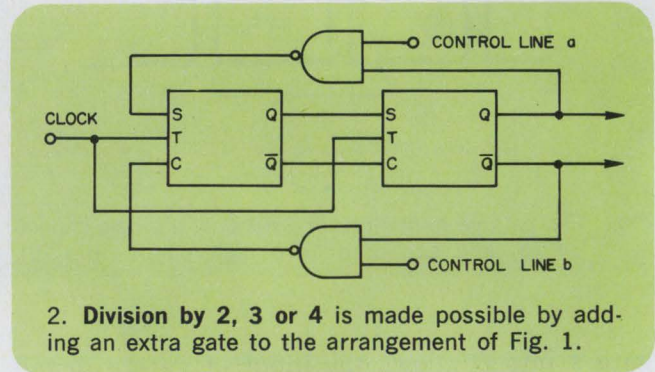 CONTROL LINE a
CLOCK
S Q S Q
T T
C Q̅ C Q̅
CONTROL LINE b
2. Division by 2, 3 or 4 is made possible by add-
ing an extra gate to the arrangement of Fig. 1.